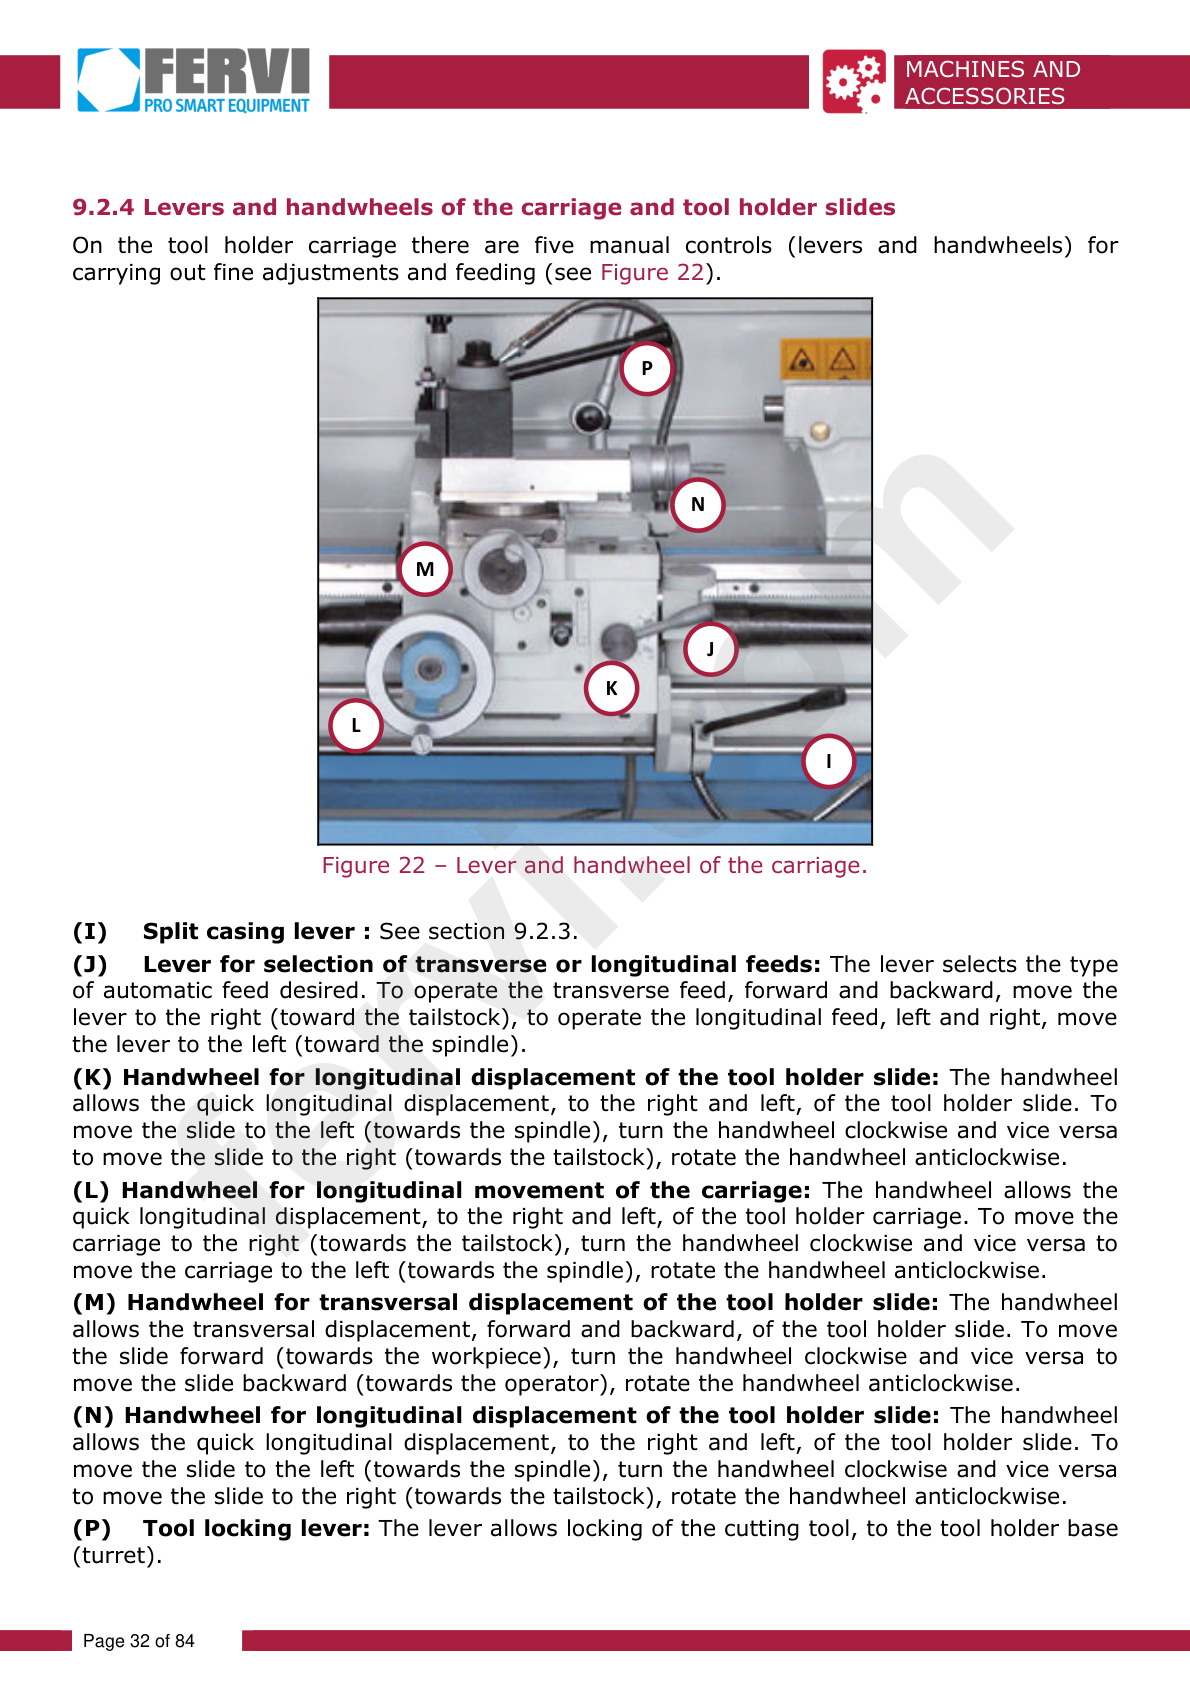 FERVI
PRO SMART EQUIPMENT
MACHINES AND
ACCESSORIES
9.2.4 Levers and handwheels of the carriage and tool holder slides
On the tool holder carriage there are five manual controls (levers and handwheels) for
carrying out fine adjustments and feeding (see Figure 22).
P
N
M
J
K
L
I
Figure 22 – Lever and handwheel of the carriage.
(I) Split casing lever : See section 9.2.3.
(J) Lever for selection of transverse or longitudinal feeds: The lever selects the type
of automatic feed desired. To operate the transverse feed, forward and backward, move the
lever to the right (toward the tailstock), to operate the longitudinal feed, left and right, move
the lever to the left (toward the spindle).
(K) Handwheel for longitudinal displacement of the tool holder slide: The handwheel
allows the quick longitudinal displacement, to the right and left, of the tool holder slide. To
move the slide to the left (towards the spindle), turn the handwheel clockwise and vice versa
to move the slide to the right (towards the tailstock), rotate the handwheel anticlockwise.
(L) Handwheel for longitudinal movement of the carriage: The handwheel allows the
quick longitudinal displacement, to the right and left, of the tool holder carriage. To move the
carriage to the right (towards the tailstock), turn the handwheel clockwise and vice versa to
move the carriage to the left (towards the spindle), rotate the handwheel anticlockwise.
(M) Handwheel for transversal displacement of the tool holder slide: The handwheel
allows the transversal displacement, forward and backward, of the tool holder slide. To move
the slide forward (towards the workpiece), turn the handwheel clockwise and vice versa to
move the slide backward (towards the operator), rotate the handwheel anticlockwise.
(N) Handwheel for longitudinal displacement of the tool holder slide: The handwheel
allows the quick longitudinal displacement, to the right and left, of the tool holder slide. To
move the slide to the left (towards the spindle), turn the handwheel clockwise and vice versa
to move the slide to the right (towards the tailstock), rotate the handwheel anticlockwise.
(P) Tool locking lever: The lever allows locking of the cutting tool, to the tool holder base
(turret).
fervi.com
Page 32 of 84